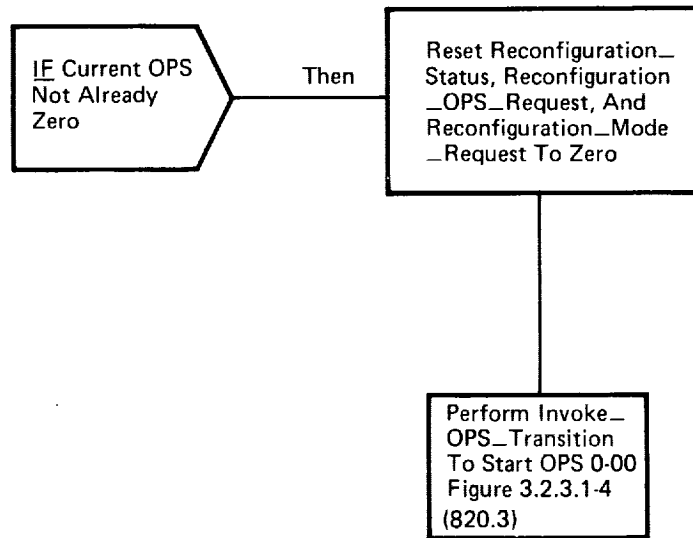 IF Current OPS
Not Already
Zero
Then
Reset Reconfiguration_
Status, Reconfiguration
_OPS_Request, And
Reconfiguration_Mode
_Request To Zero
Perform Invoke_
OPS_Transition
To Start OPS 0-00
Figure 3.2.3.1-4
(820.3)